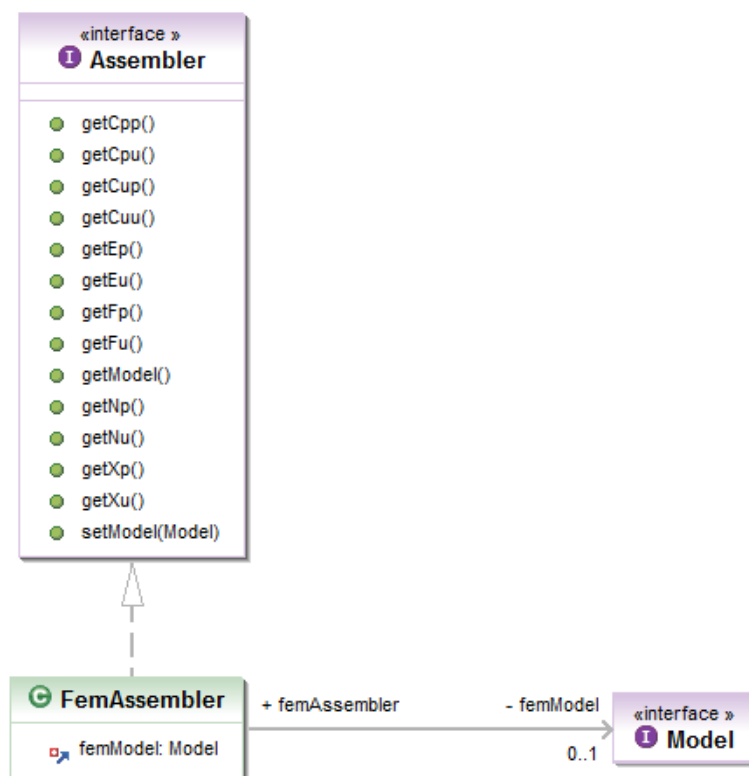 «interface »
Assembler
getCpp()
getCpu()
getCup()
getCuu()
getEp()
getEu()
getFp()
getFu()
getModel()
getNp()
getNu()
getXp()
getXu()
setModel(Model)
FemAssembler
femModel: Model
+ femAssembler
- femModel
0..1
«interface »
Model